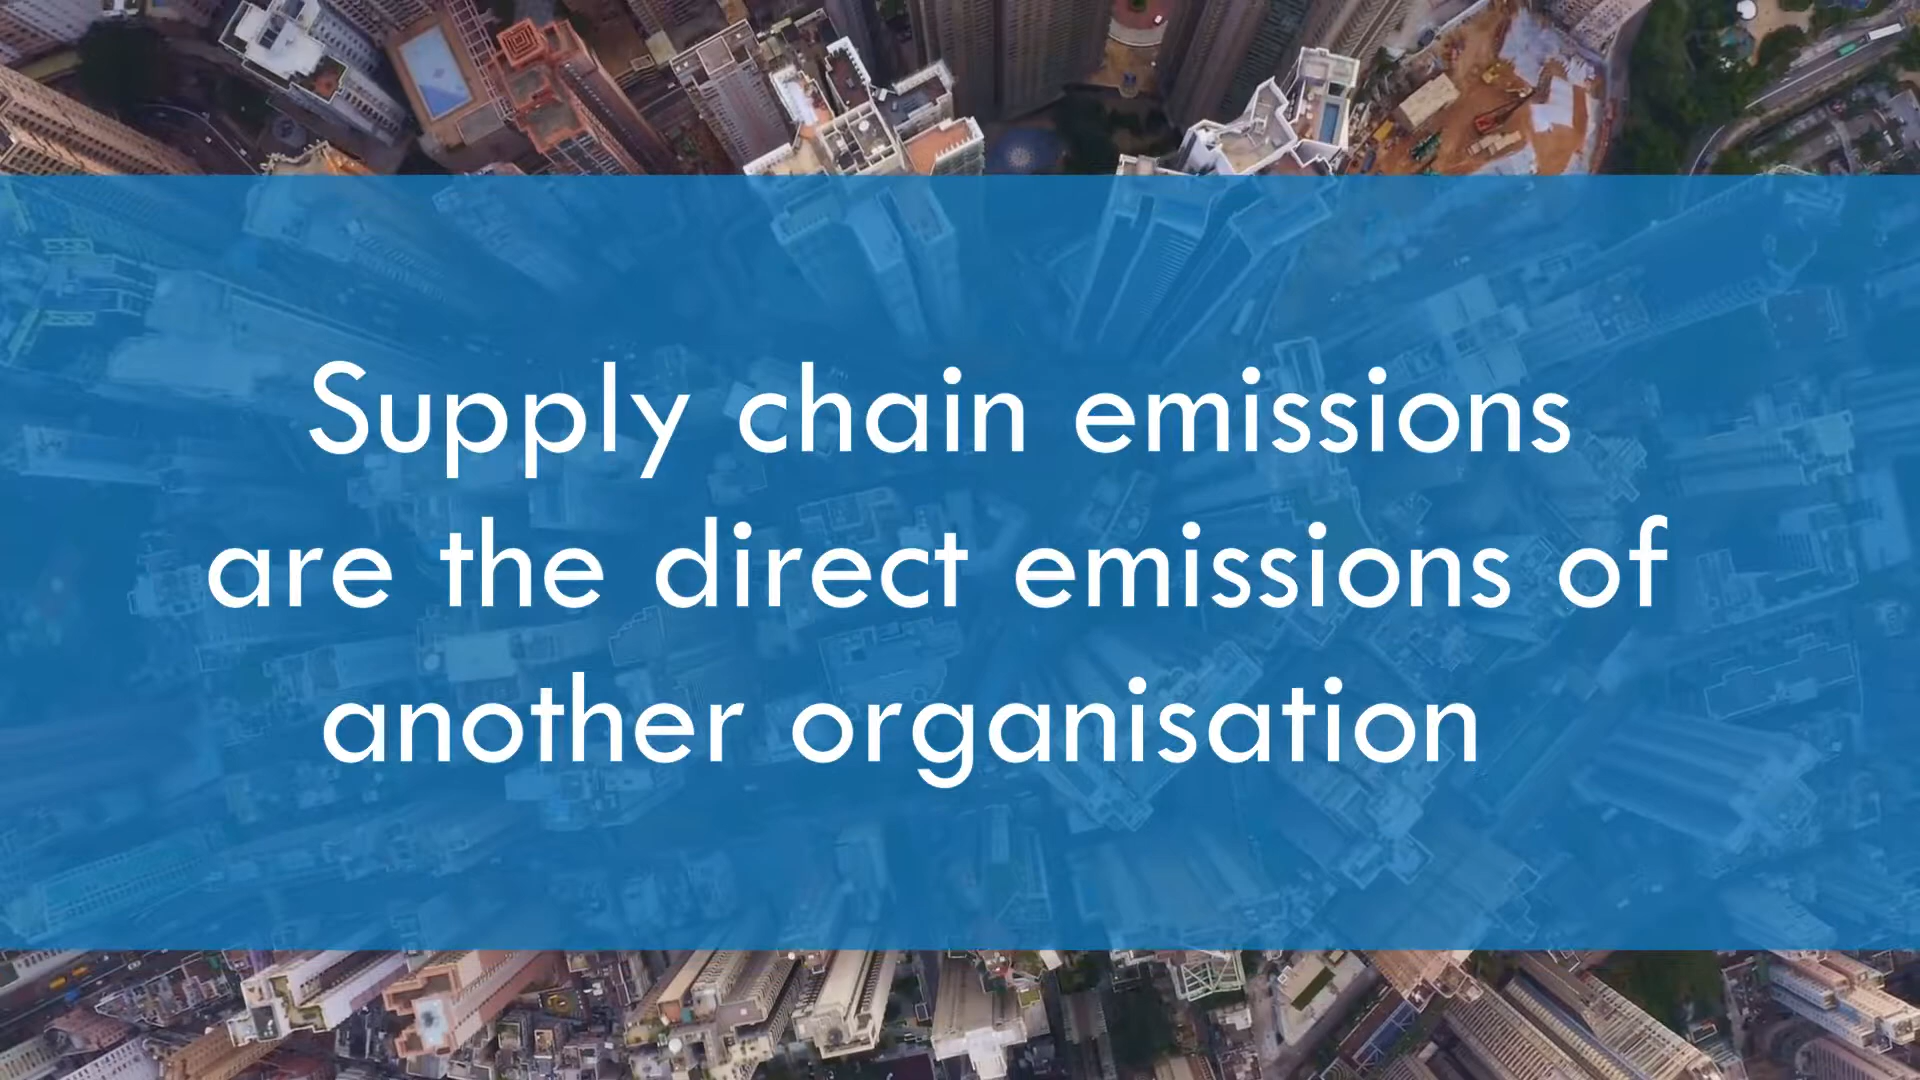 Supply chain emissions
are the direct emissions of
another organisation